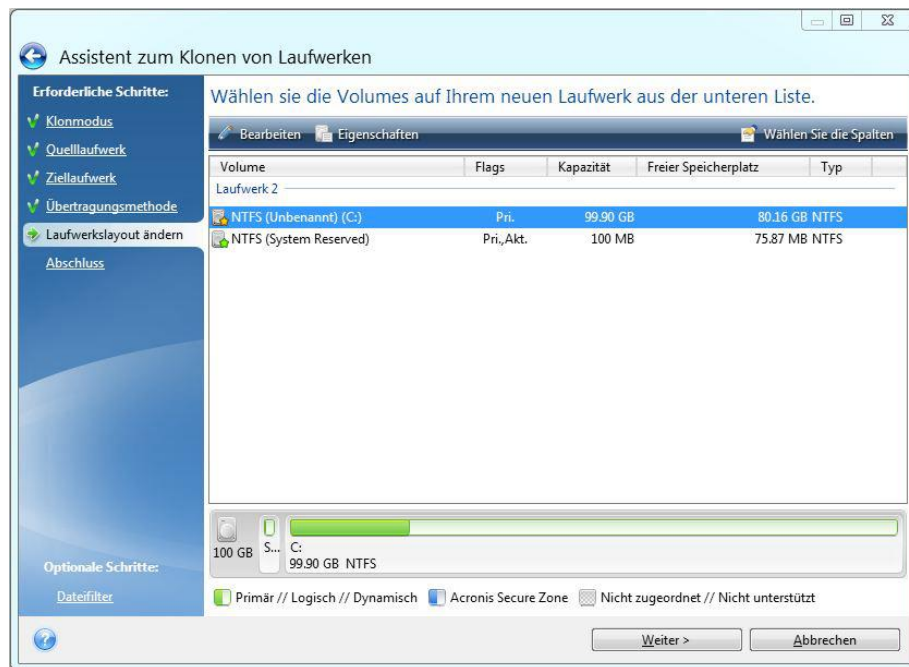 Assistent zum Klonen von Laufwerken
Erforderliche Schritte:
Klonmodus
Quelllaufwerk
Ziellaufwerk
Übertragungsmethode
Laufwerkslayout ändern
Abschluss
Optionale Schritte:
Dateifilter
Wählen sie die Volumes auf Ihrem neuen Laufwerk aus der unteren Liste.
Bearbeiten Eigenschaften Wählen Sie die Spalten
Volume Flags Kapazität Freier Speicherplatz Typ
Laufwerk 2
NTFS (Unbenannt) (C:) Pri. 99.90 GB 80.16 GB NTFS
NTFS (System Reserved) Pri.,Akt. 100 MB 75.87 MB NTFS
100 GB S... C:
99.90 GB NTFS
Primär // Logisch // Dynamisch Acronis Secure Zone Nicht zugeordnet // Nicht unterstützt
Weiter > Abbrechen